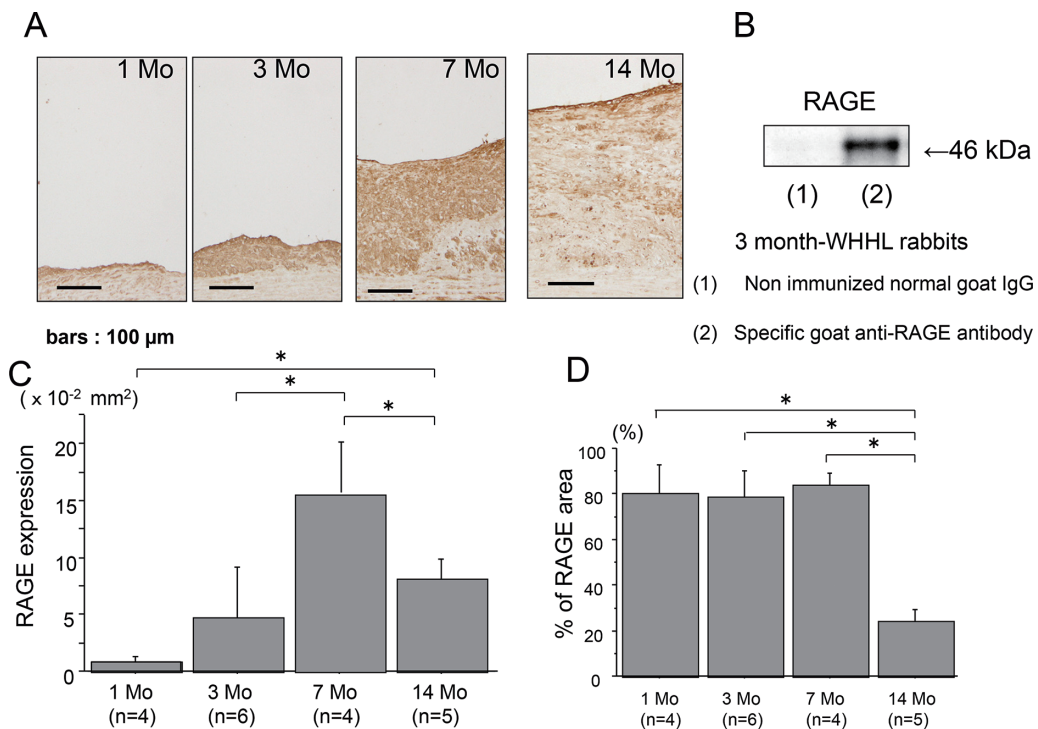 A
1 Mo
3 Mo
7 Mo
14 Mo
bars : 100 µm
B
RAGE
←46 kDa
(1)
(2)
3 month-WHHL rabbits
(1) Non immunized normal goat IgG
(2) Specific goat anti-RAGE antibody
C
( x 10-2 mm2)
RAGE expression
20
15
10
5
0
*
*
*
1 Mo
(n=4)
3 Mo
(n=6)
7 Mo
(n=4)
14 Mo
(n=5)
D
(%)
% of RAGE area
100
80
60
40
20
0
*
*
*
1 Mo
(n=4)
3 Mo
(n=6)
7 Mo
(n=4)
14 Mo
(n=5)